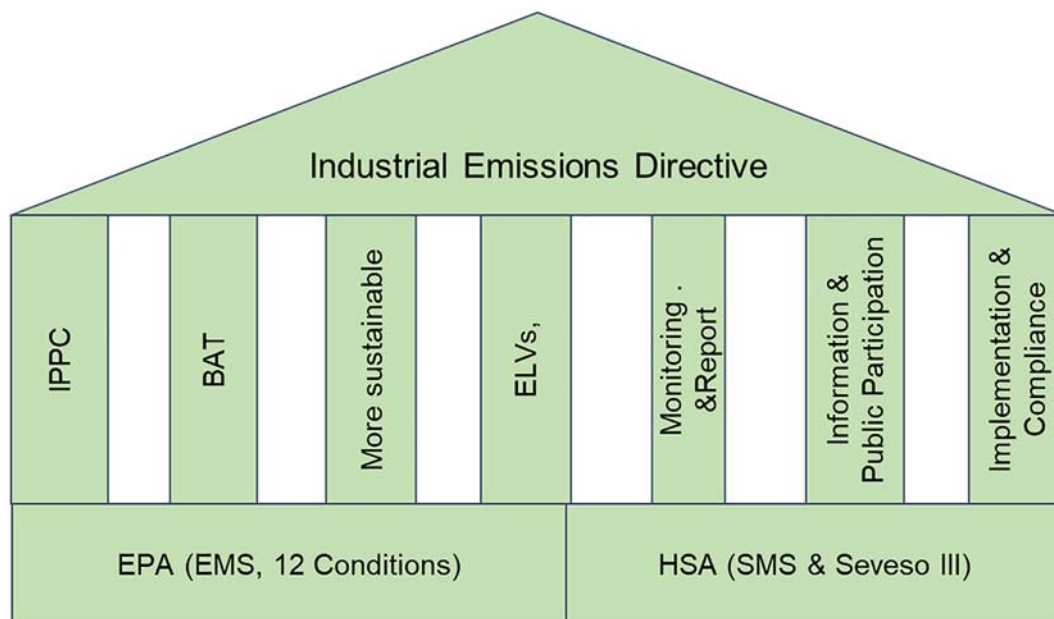 Industrial Emissions Directive
IPPC
BAT
More sustainable
ELVs,
Monitoring .
&Report
Information &
Public Participation
Implementation &
Compliance
EPA (EMS, 12 Conditions)
HSA (SMS & Seveso III)